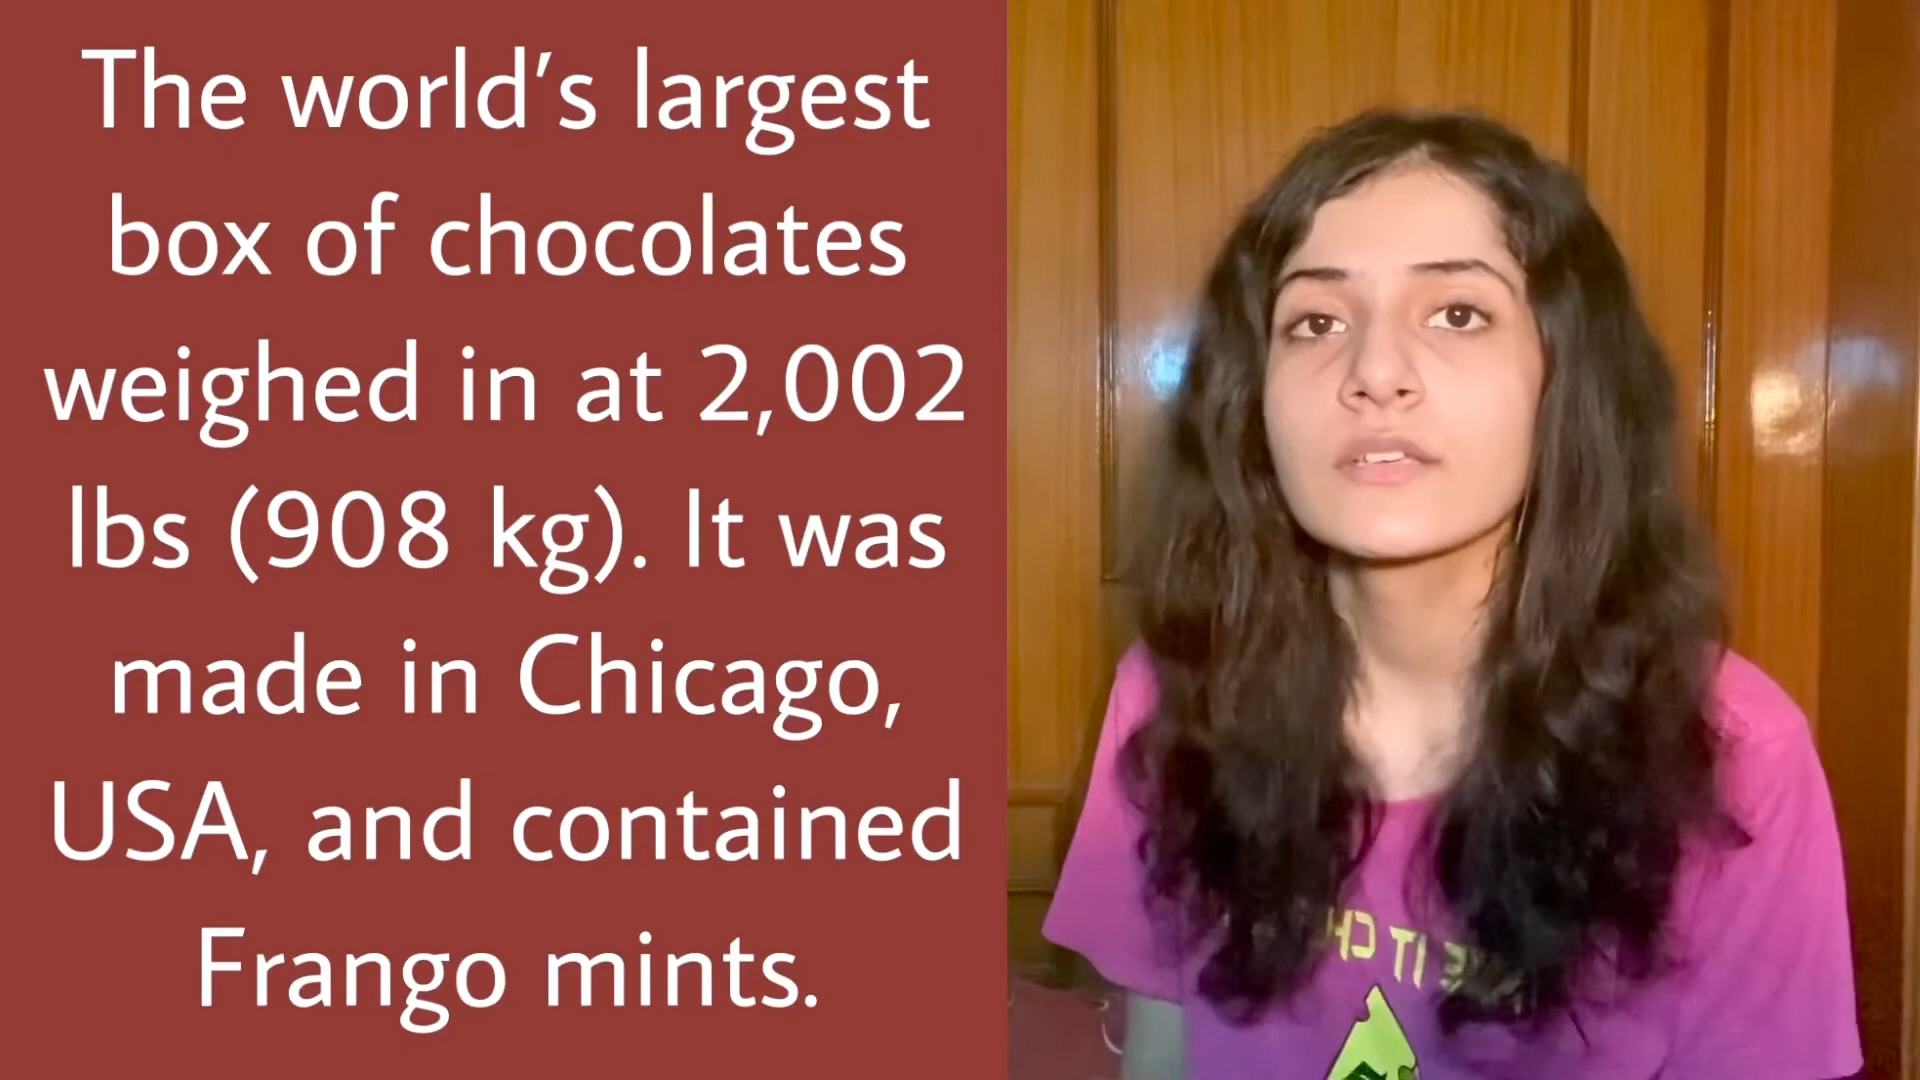 The world's largest
box of chocolates
weighed in at 2,002
lbs (908 kg). It was
made in Chicago,
USA, and contained
Frango mints.